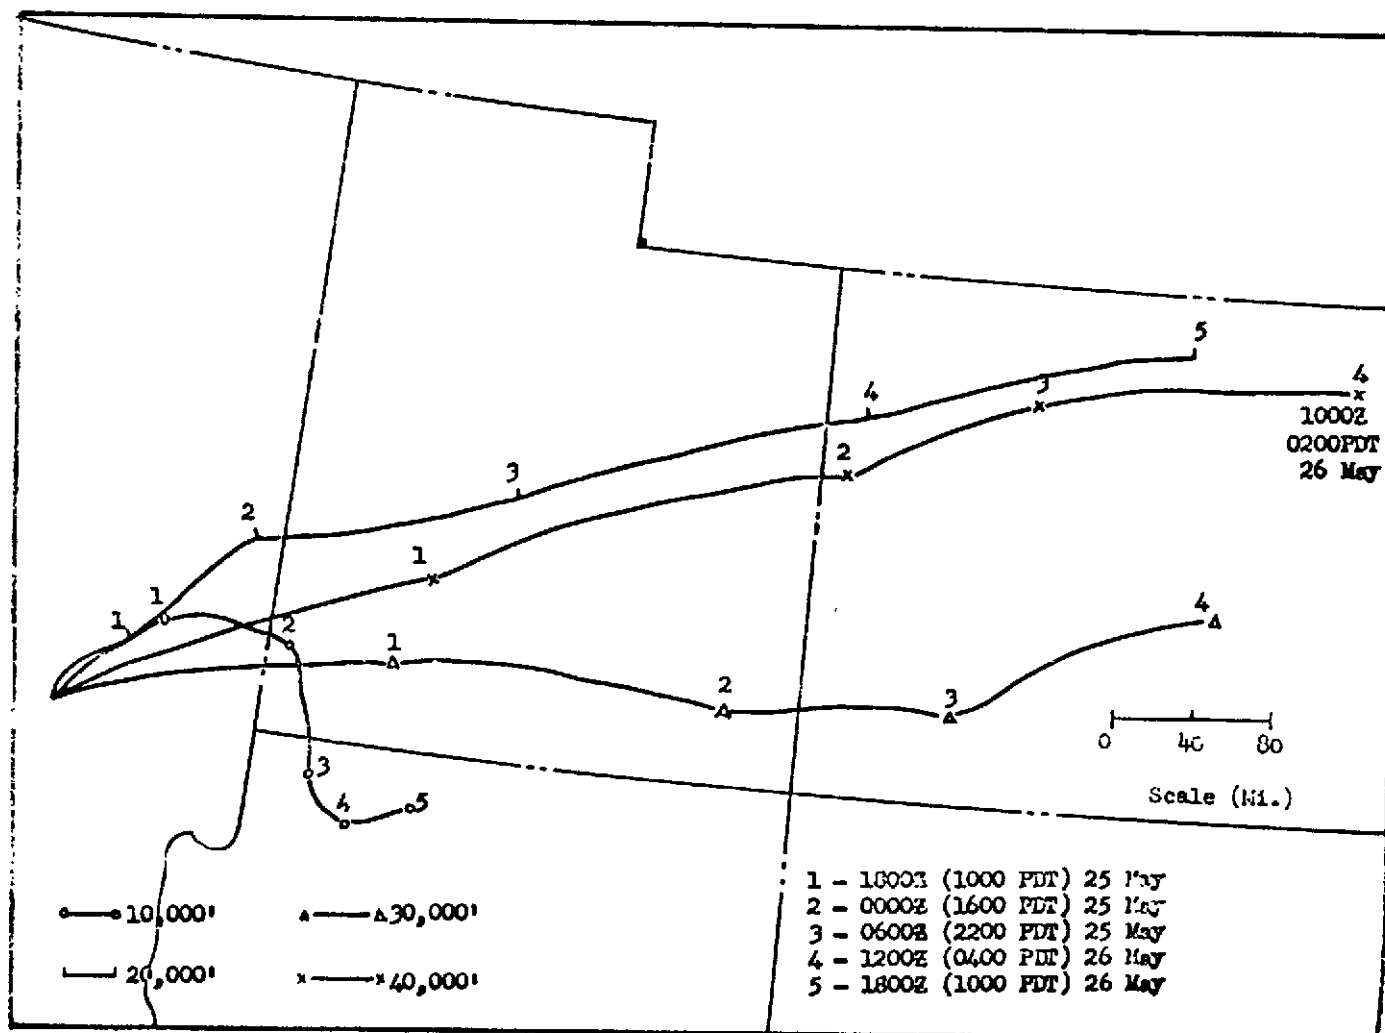 5
4
4
3
1000Z
0200PDT
26 May
2
3
2
1
1
1
2
1
4
2
3
3
4
5
0 40 80
Scale (Mi.)
1 - 1800Z (1000 PDT) 25 May
10,000' 30,000'
2 - 0000Z (1600 PDT) 25 May
3 - 0600Z (2200 PDT) 25 May
4 - 1200Z (0400 PDT) 26 May
20,000' 40,000'
5 - 1800Z (1000 PDT) 26 May